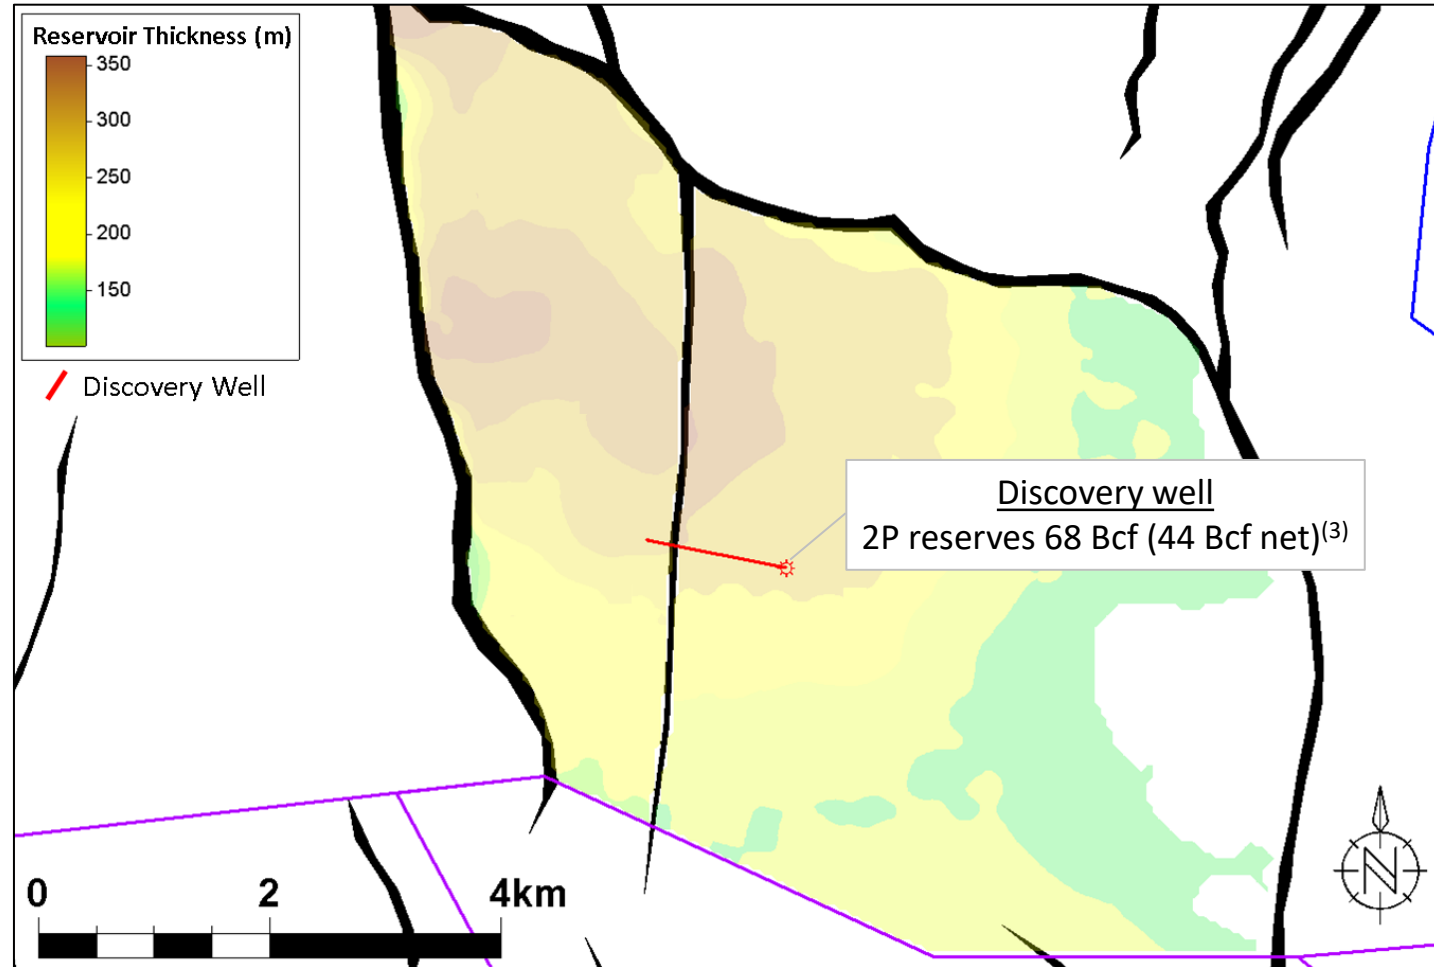 Reservoir Thickness (m)
350
300
250
200
150
Discovery Well
Discovery well
2P reserves 68 Bcf (44 Bcf net)(3)
0 2 4km
N